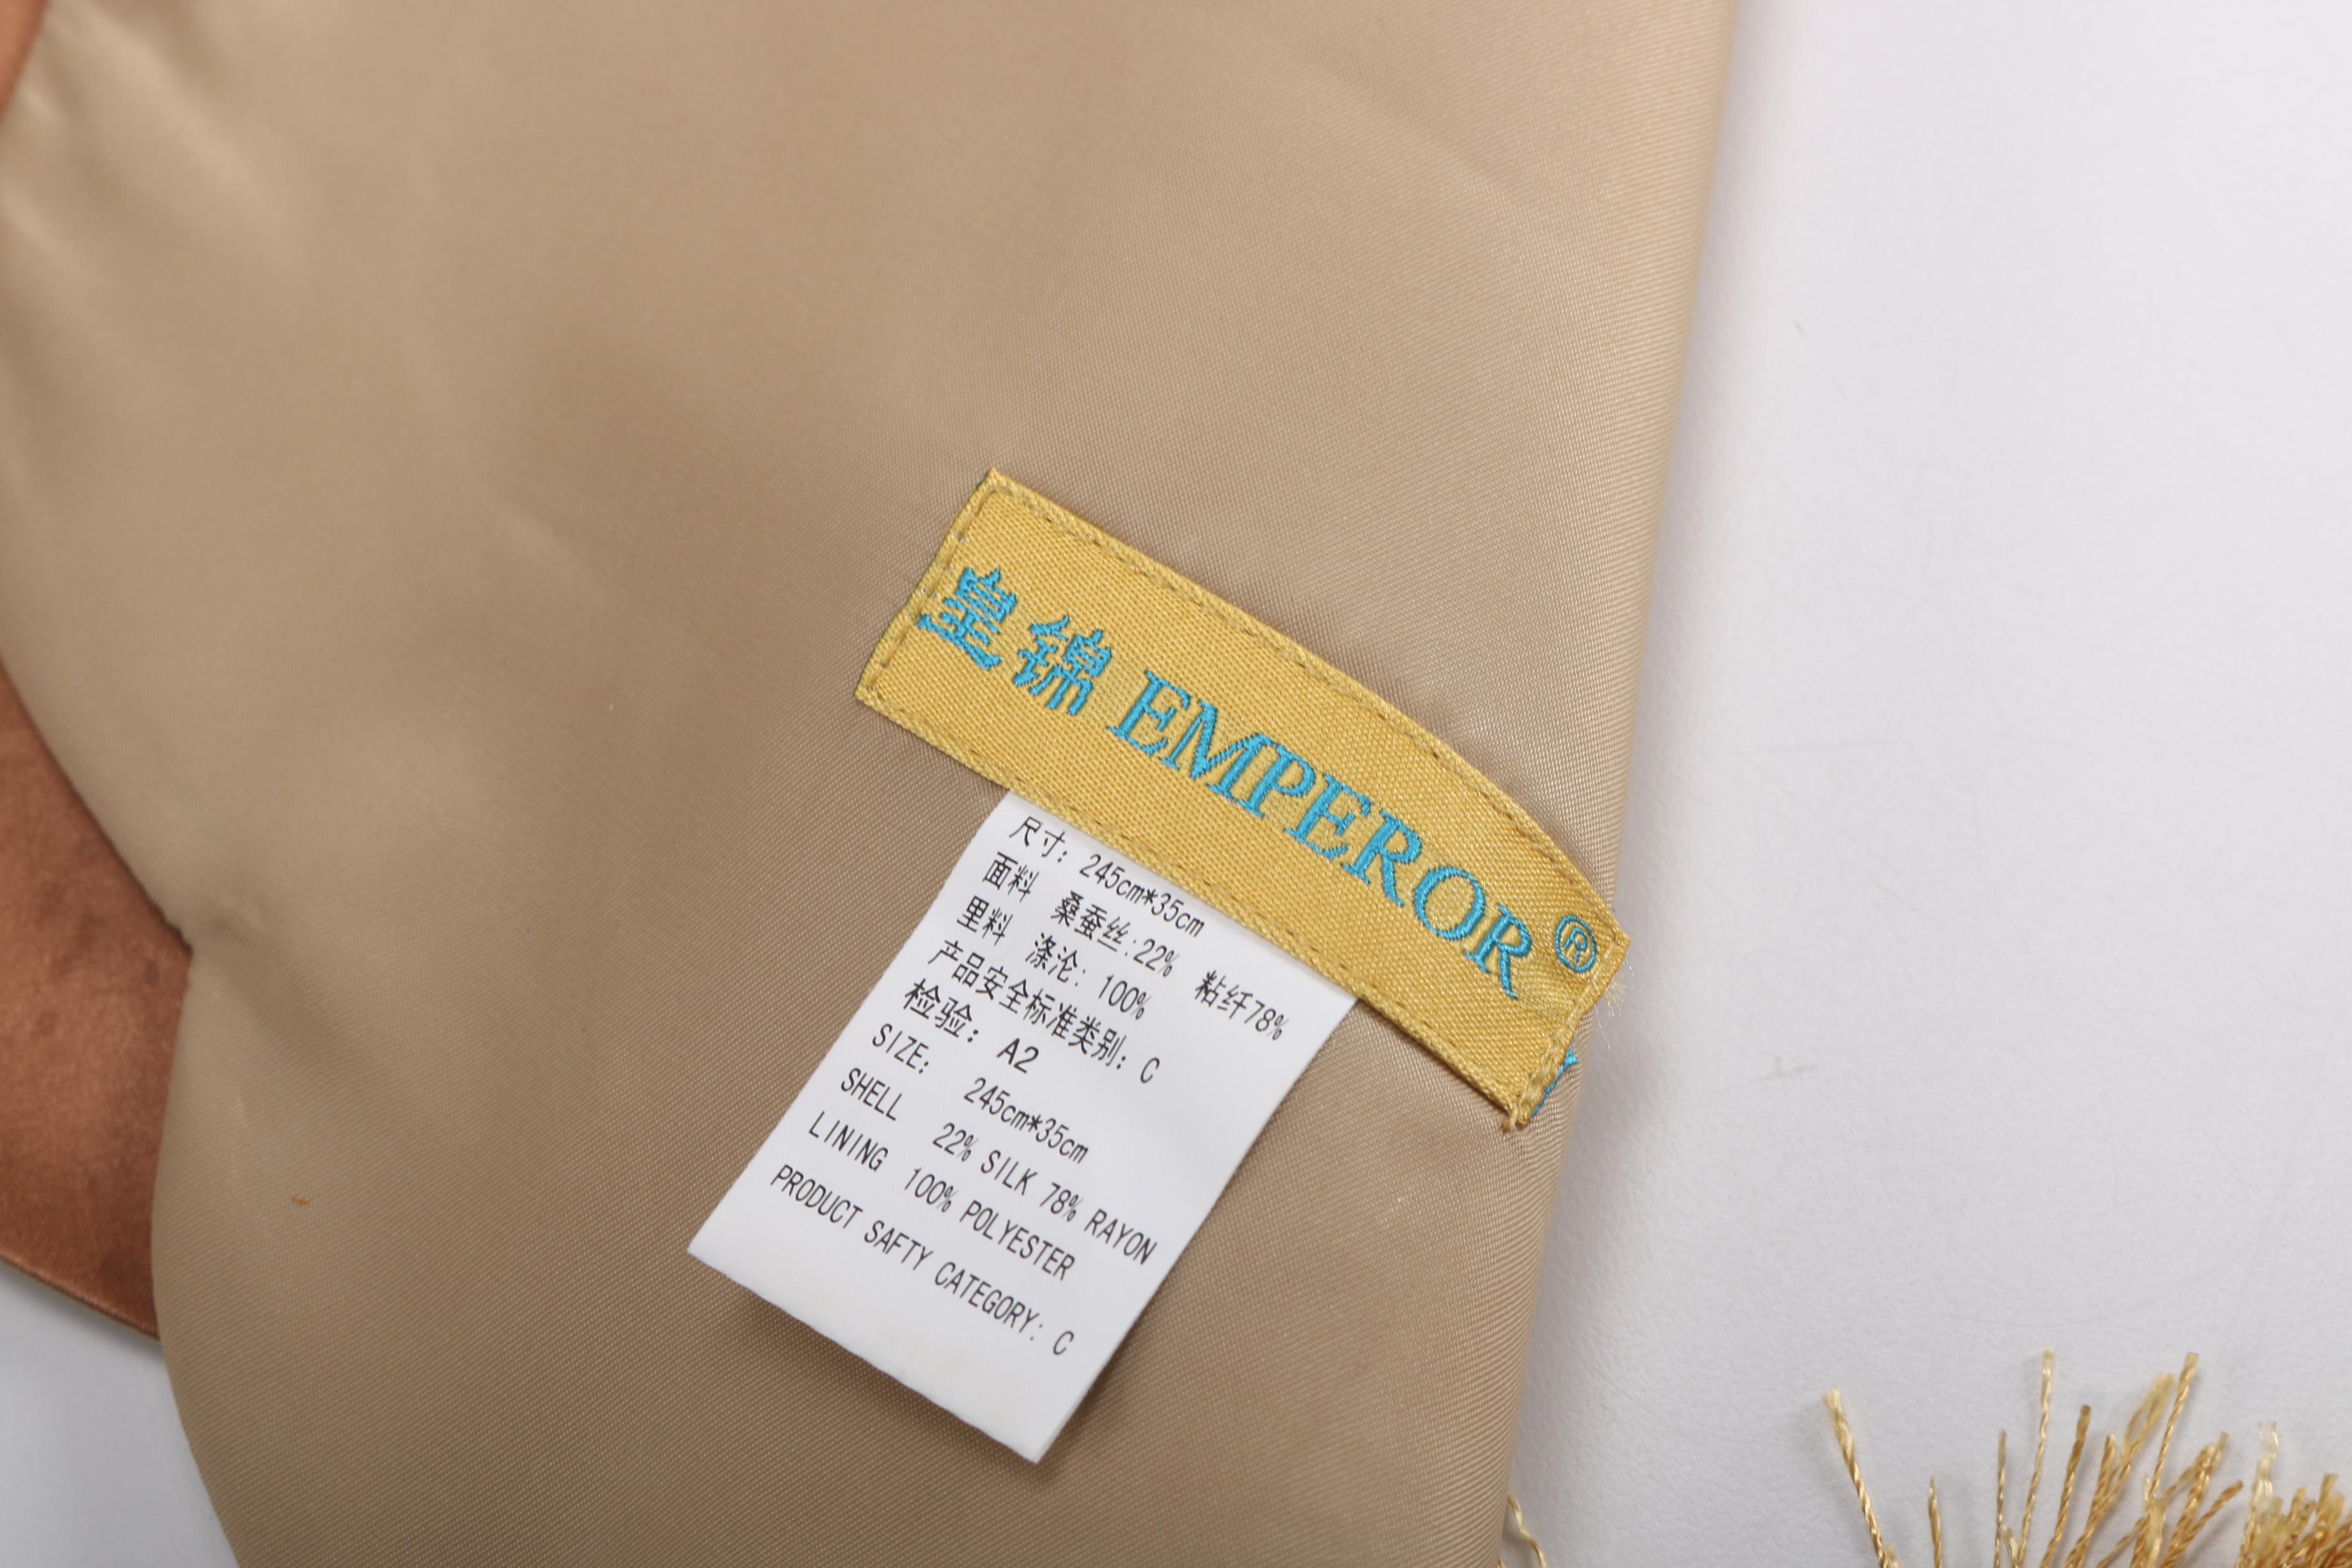 皇锦 EMPEROR®
尺寸: 245cm*35cm
面料 桑蚕丝:22% 粘纤78%
里料 涤沦: 100%
产品安全标准类别: C
检验: A2
SIZE: 245cm*35cm
SHELL 22% SILK 78% RAYON
LINING 100% POLYESTER
PRODUCT SAFTY CATEGORY: C